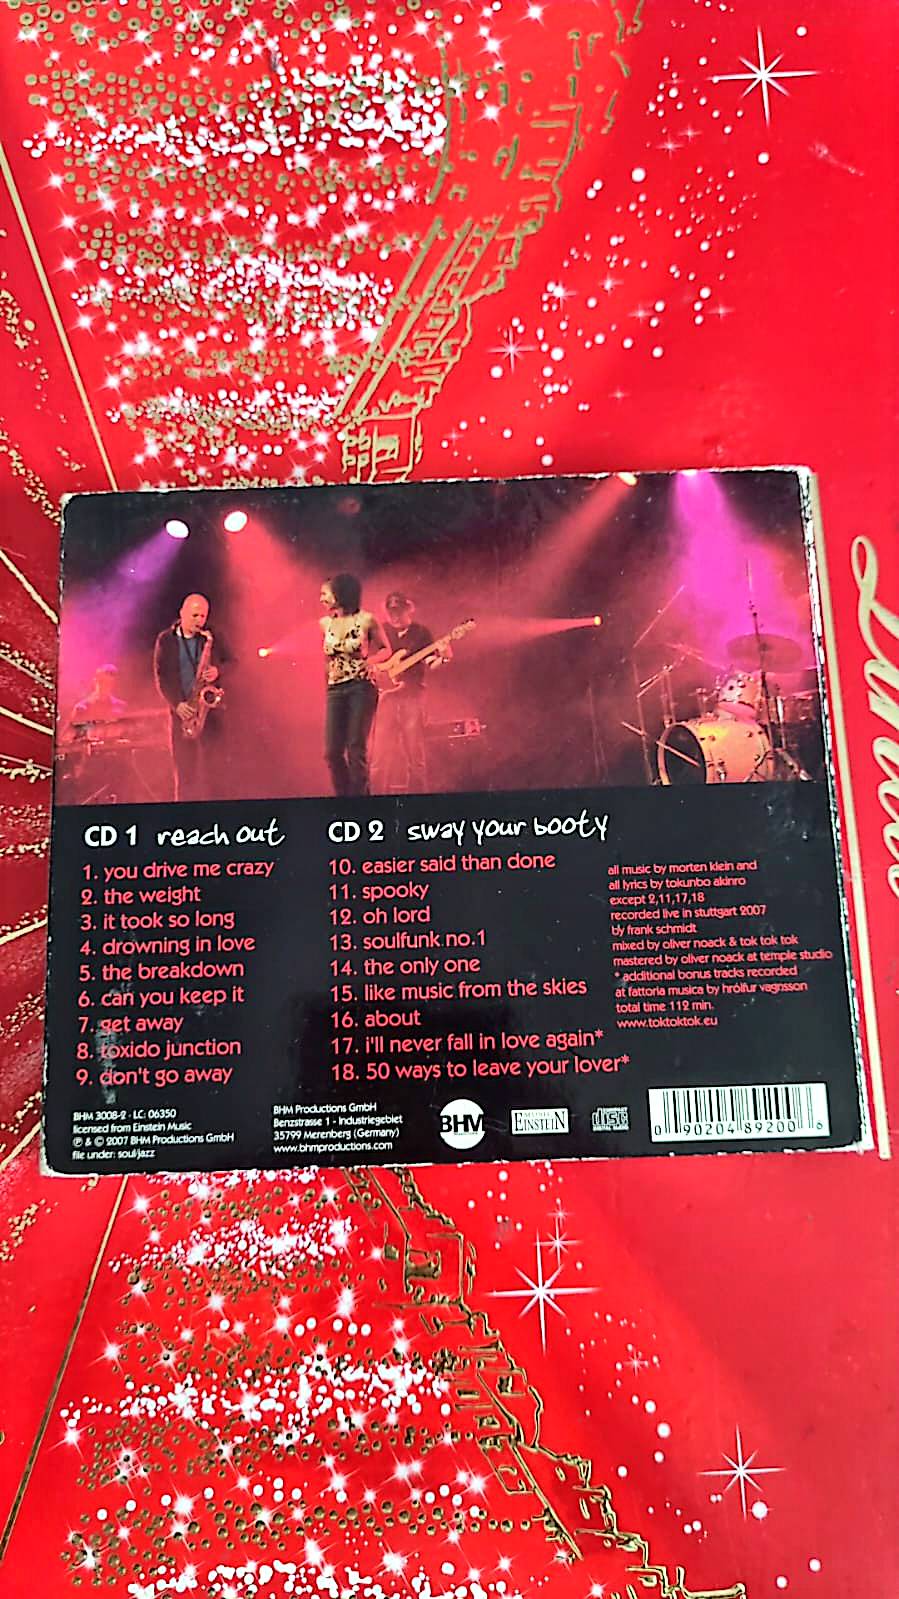 CD 1 reach out
1. you drive me crazy
2. the weight
3. it took so long
4. drowning in love
5. the breakdown
6. can you keep it
7. get away
8. toxido junction
9. don't go away
CD 2 sway your booty
10. easier said than done
11. spooky
12. oh lord
13. soulfunk no.1
14. the only one
15. like music from the skies
16. about
17. i'll never fall in love again*
18. 50 ways to leave your lover*
all music by morten klein and
all lyrics by tokunbo akinro
except 2,11,17,18
recorded live in stuttgart 2007
by frank schmidt
mixed by oliver noack & tok tok tok
mastered by oliver noack at temple studio
* additional bonus tracks recorded
at fattoria musica by hrólfur vagnsson
total time 112 min.
www.toktoktok.eu
BHM 3008-2 · LC: 06350
licensed from Einstein Music
℗ & © 2007 BHM Productions GmbH
file under: soul/jazz
BHM Productions GmbH
Benzstrasse 1 - Industriegebiet
35799 Merenberg (Germany)
www.bhmproductions.com
BHM
EINSTEIN
disc
DIGITAL AUDIO
0 90204 89200 6